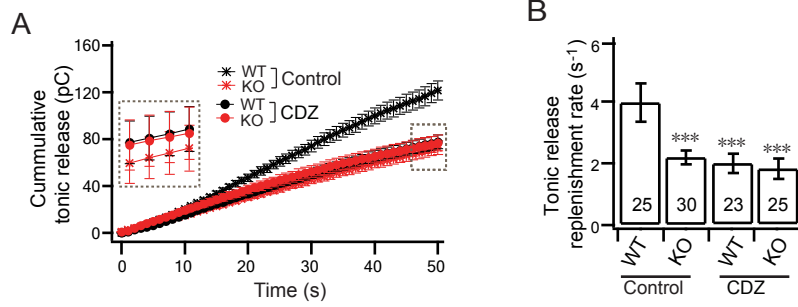 A
Cummulative
tonic release (pC)
160
120
80
40
0
WT
KO
Control
WT
KO
CDZ
0 10 20 30 40 50
Time (s)
B
Tonic release
replenishment rate (s⁻¹)
6
4
2
0
*** *** ***
25 30 23 25
WT KO WT KO
Control CDZ